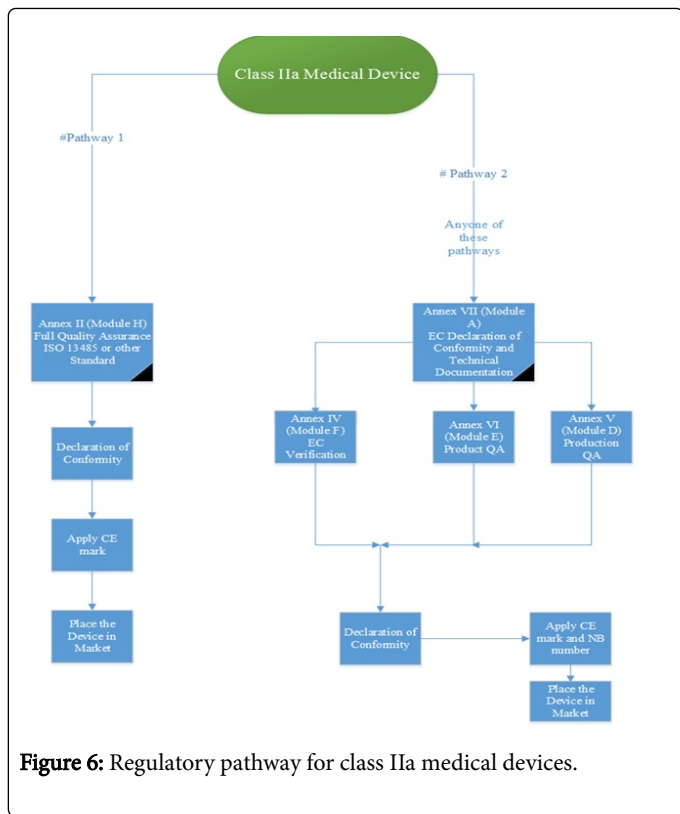 Class IIa Medical Device
#Pathway 1
# Pathway 2
Anyone of
these
pathways
Annex II (Module H)
Full Quality Assurance
ISO 13485 or other
Standard
Declaration of
Conformity
Apply CE
mark
Place the
Device in
Market
Annex VII (Module
A)
EC Declaration of
Conformity and
Technical
Documentation
Annex IV
(Module F)
EC
Verification
Annex VI
(Module E)
Product QA
Annex V
(Module D)
Production
QA
Declaration of
Conformity
Apply CE
mark and NB
number
Place the
Device in
Market
Figure 6: Regulatory pathway for class IIa medical devices.